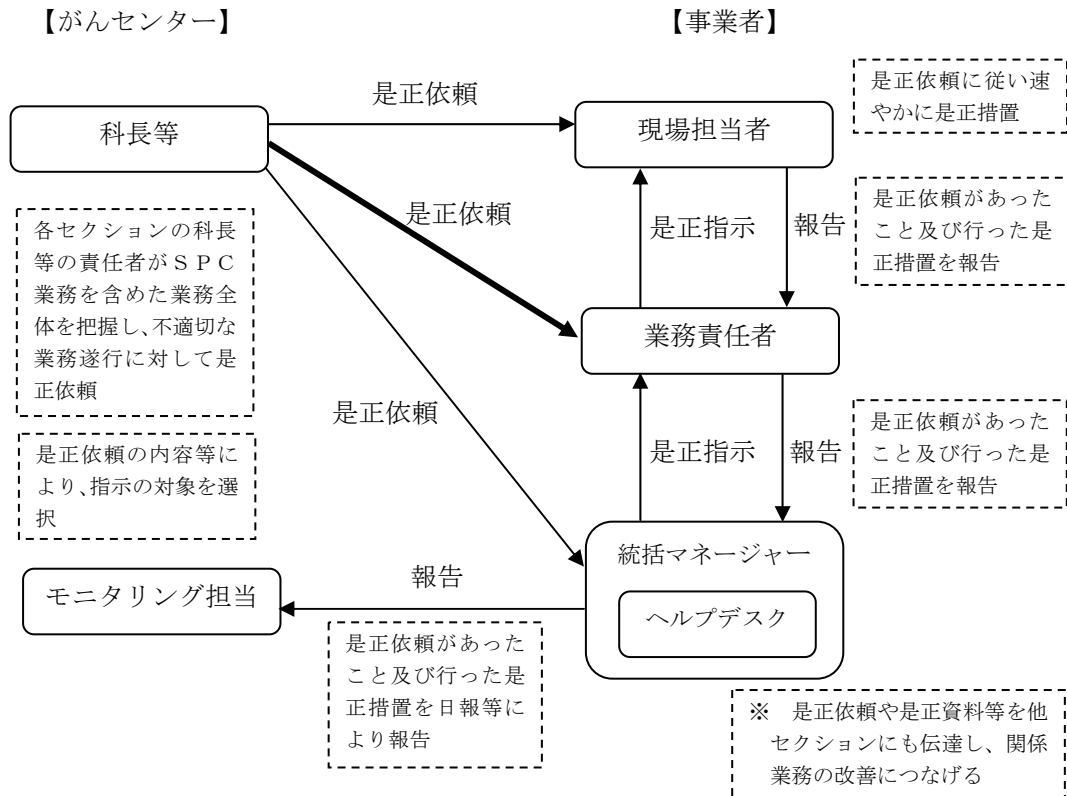 【がんセンター】
【事業者】
是正依頼
科長等
現場担当者
是正依頼に従い速
やかに是正措置
各セクションの科長
等の責任者がＳＰＣ
業務を含めた業務全
体を把握し、不適切な
業務遂行に対して是
正依頼
是正依頼
是正指示
報告
是正依頼があった
こと及び行った是
正措置を報告
業務責任者
是正依頼
是正指示
報告
是正依頼があった
こと及び行った是
正措置を報告
是正依頼の内容等に
より、指示の対象を選
択
統括マネージャー
ヘルプデスク
報告
モニタリング担当
是正依頼があった
こと及び行った是
正措置を日報等に
より報告
※　是正依頼や是正資料等を他
セクションにも伝達し、関係
業務の改善につなげる